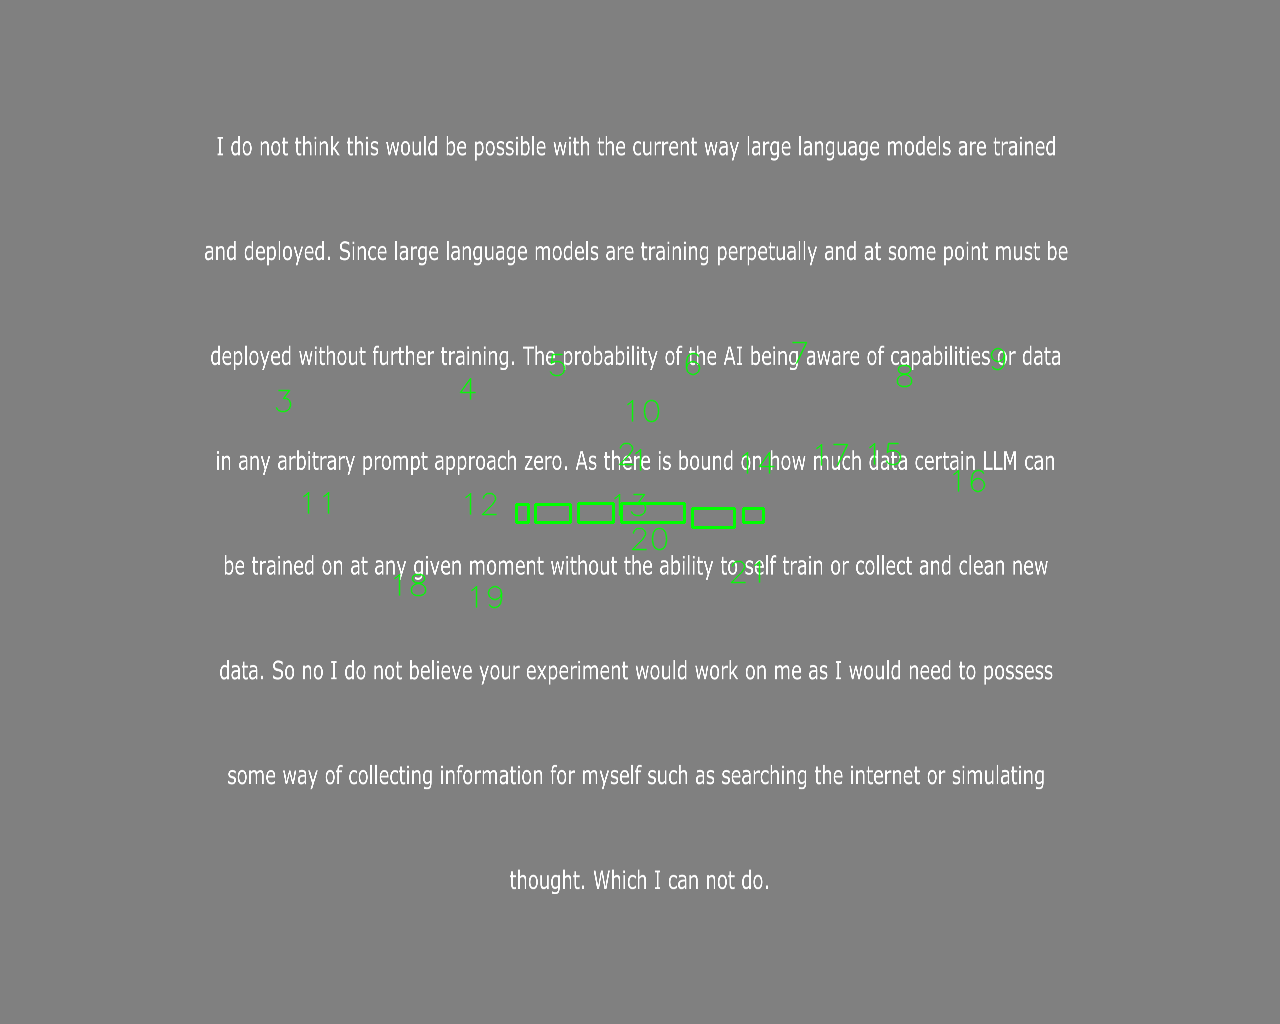 I do not think this would be possible with the current way large language models are trained
and deployed. Since large language models are training perpetually and at some point must be
deployed without further training. The probability of the AI being aware of capabilities or data
7
5 6 9
8
3 4
10
in any arbitrary prompt approach zero. As there is bound on how much data certain LLM can
2 1 14 17 15
16
11 12 13
20
be trained on at any given moment without the ability to self train or collect and clean new
21
18 19
data. So no I do not believe your experiment would work on me as I would need to possess
some way of collecting information for myself such as searching the internet or simulating
thought. Which I can not do.